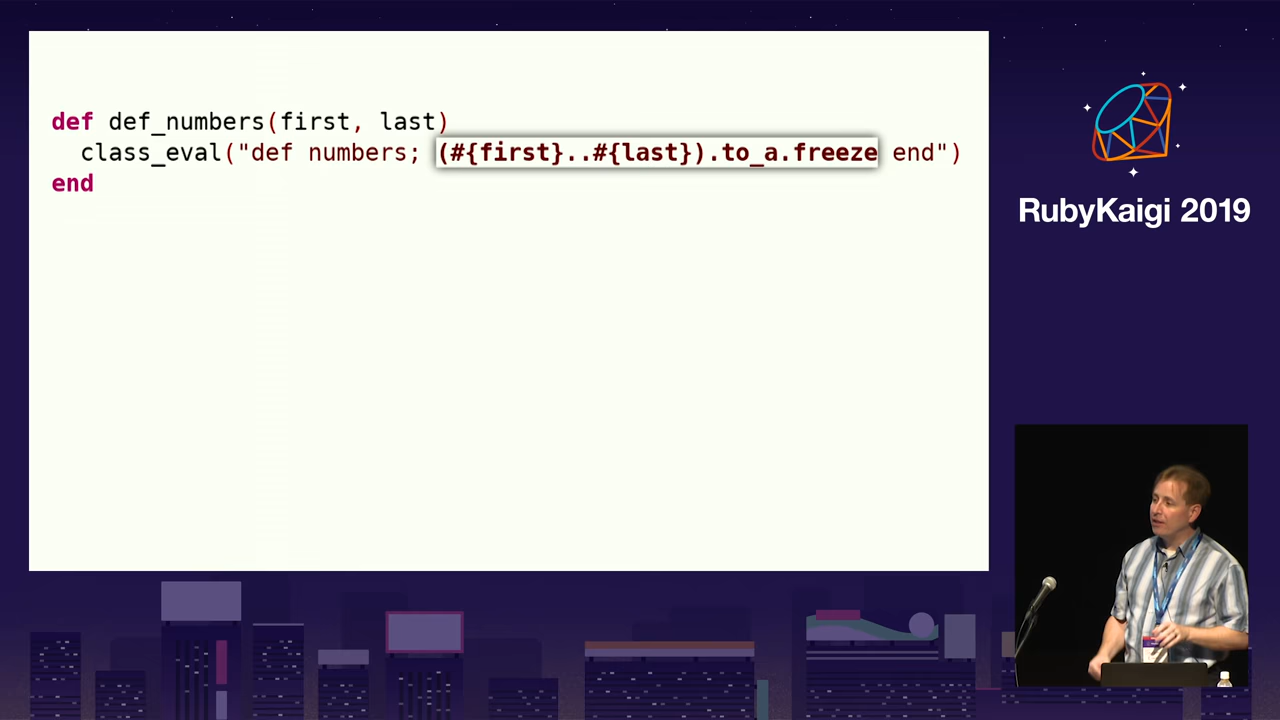 def def_numbers(first, last)
  class_eval("def numbers; (#{first}..#{last}).to_a.freeze end")
end
RubyKaigi 2019